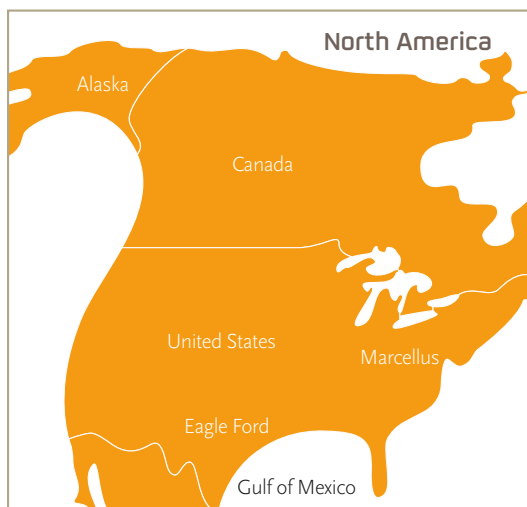 North America
Alaska
Canada
United States
Marcellus
Eagle Ford
Gulf of Mexico